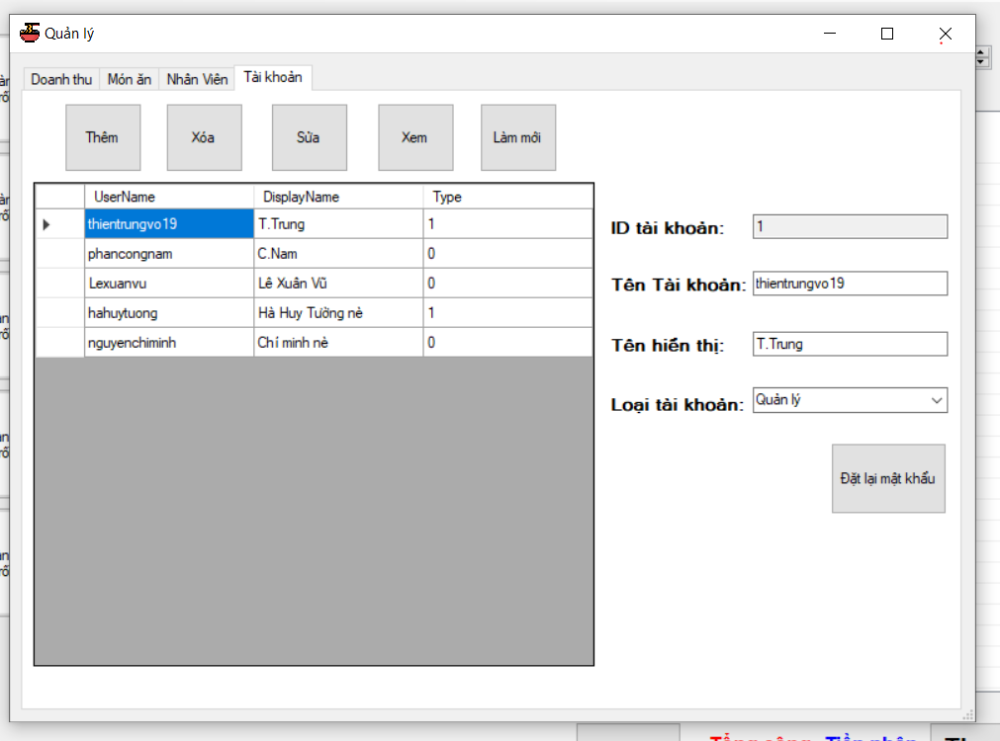 Quản lý
Doanh thu Món ăn Nhân Viên Tài khoản
Thêm Xóa Sửa Xem Làm mới
UserName DisplayName Type
thientrungvo19 T.Trung 1
phancongnam C.Nam 0
Lexuanvu Lê Xuân Vũ 0
hahuytuong Hà Huy Tường nè 1
nguyenchiminh Chí minh nè 0
ID tài khoản: 1
Tên Tài khoản: thientrungvo19
Tên hiển thị: T.Trung
Loại tài khoản: Quản lý
Đặt lại mật khẩu